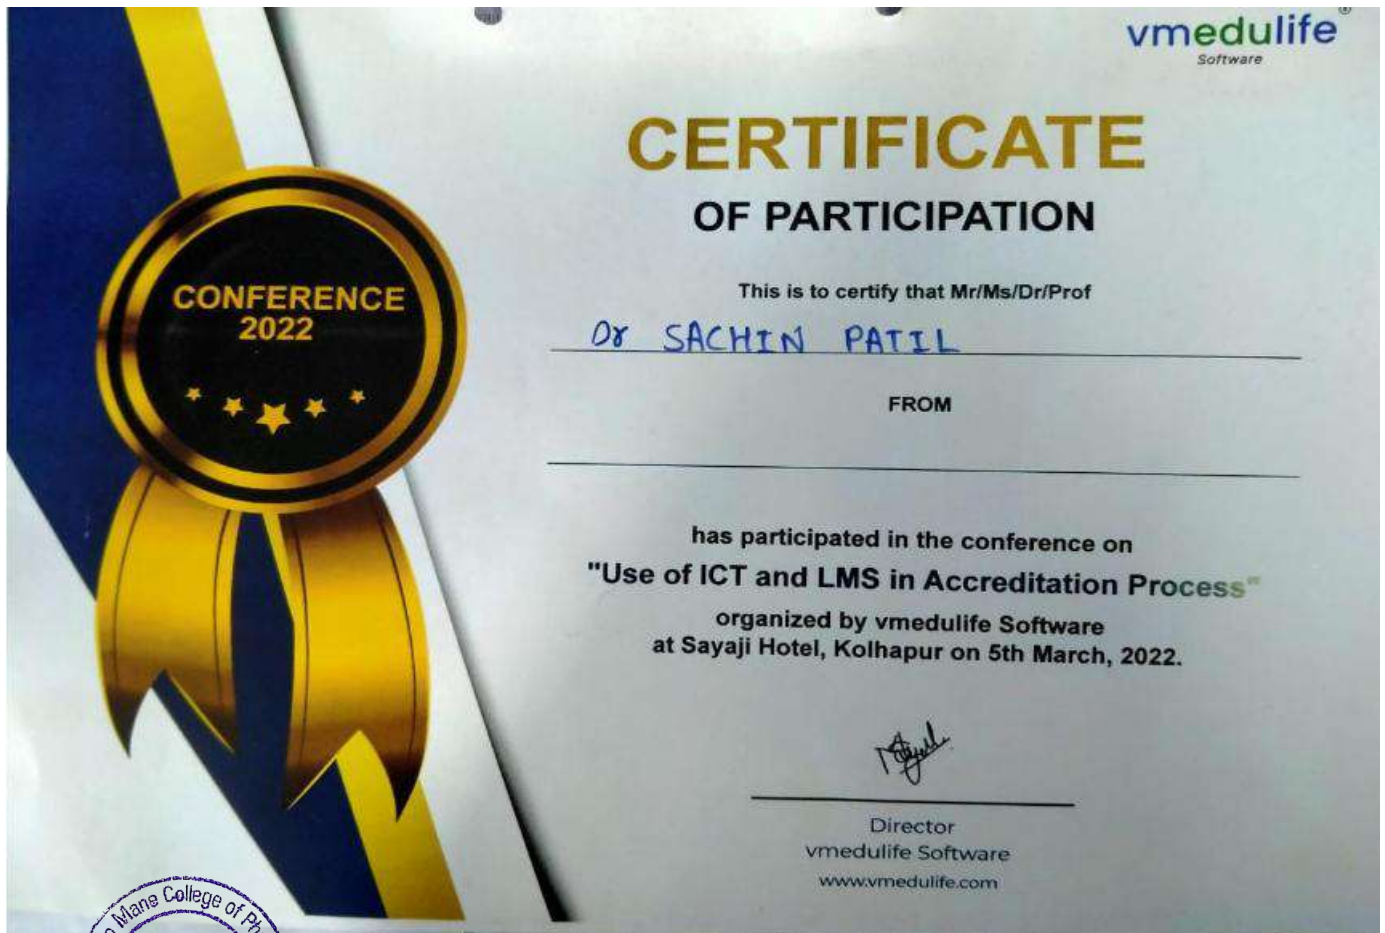 vmedulife®
Software
CERTIFICATE
OF PARTICIPATION
CONFERENCE
2022
This is to certify that Mr/Ms/Dr/Prof
Dr SACHIN PATIL
FROM
has participated in the conference on
"Use of ICT and LMS in Accreditation Process"
organized by vmedulife Software
at Sayaji Hotel, Kolhapur on 5th March, 2022.
Director
vmedulife Software
www.vmedulife.com
Mane College of